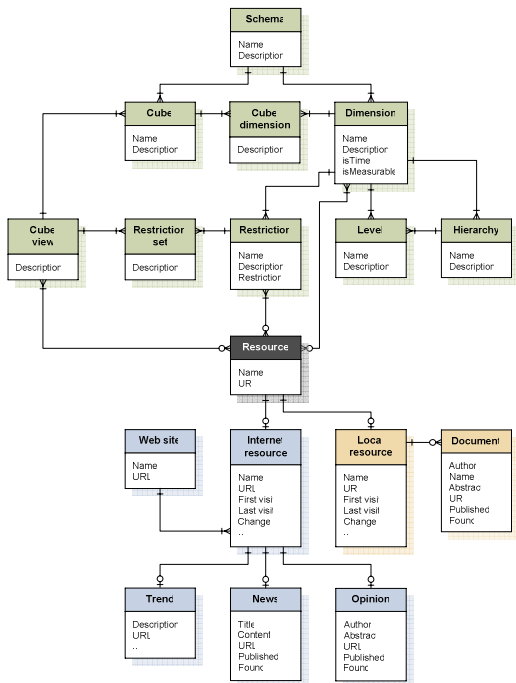 Schema
Name
Description
Cube
Name
Description
Cube
dimension
Description
Dimension
Name
Description
isTime
isMeasurable
Cube
view
Description
Restriction
set
Description
Restriction
Name
Description
Restriction
Level
Name
Description
Hierarchy
Name
Description
Resource
Name
UR
Web site
Name
URL
Internet
resource
Name
URL
First visi
Last visit
Change
..
Loca
resource
Name
UR
First visi
Last visit
Change
..
Document
Author
Name
Abstrac
UR
Published
Found
Trend
Description
URL
..
News
Title
Content
URL
Published
Found
Opinion
Author
Abstrac
URL
Published
Found